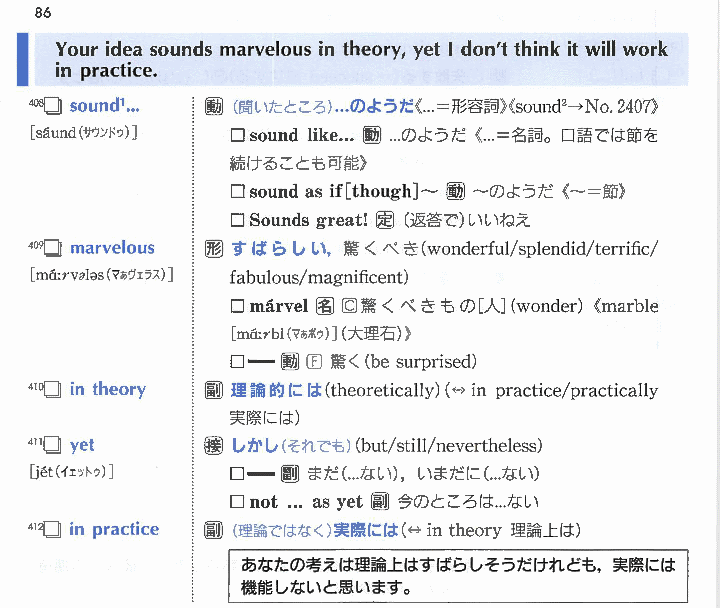 86
Your idea sounds marvelous in theory, yet I don't think it will work
in practice.
408 sound¹...
[sáund(サウンドゥ)]
動 (聞いたところ)...のようだ《...=形容詞》《sound²→No. 2407》
□ sound like... 動 ...のようだ《...=名詞。口語では節を
続けることも可能》
□ sound as if[though]～ 動 ～のようだ《～=節》
□ Sounds great! 定 (返答で)いいねえ
409 marvelous
[mɑ́ːrvələs(マぁヴェラス)]
形 すばらしい, 驚くべき(wonderful/splendid/terrific/
fabulous/magnificent)
□ márvel 名 C 驚くべきもの[人](wonder)《marble
[mɑ́ːrbl(マぁボゥ)](大理石)》
□ ━ 動 F 驚く(be surprised)
410 in theory
副 理論的には(theoretically)(⇔ in practice/practically
実際には)
411 yet
[jét(イェットゥ)]
接 しかし(それでも)(but/still/nevertheless)
□ ━ 副 まだ(...ない), いまだに(...ない)
□ not ... as yet 副 今のところは...ない
412 in practice
副 (理論ではなく)実際には(⇔ in theory 理論上は)
あなたの考えは理論上はすばらしそうだけれども，実際には
機能しないと思います。